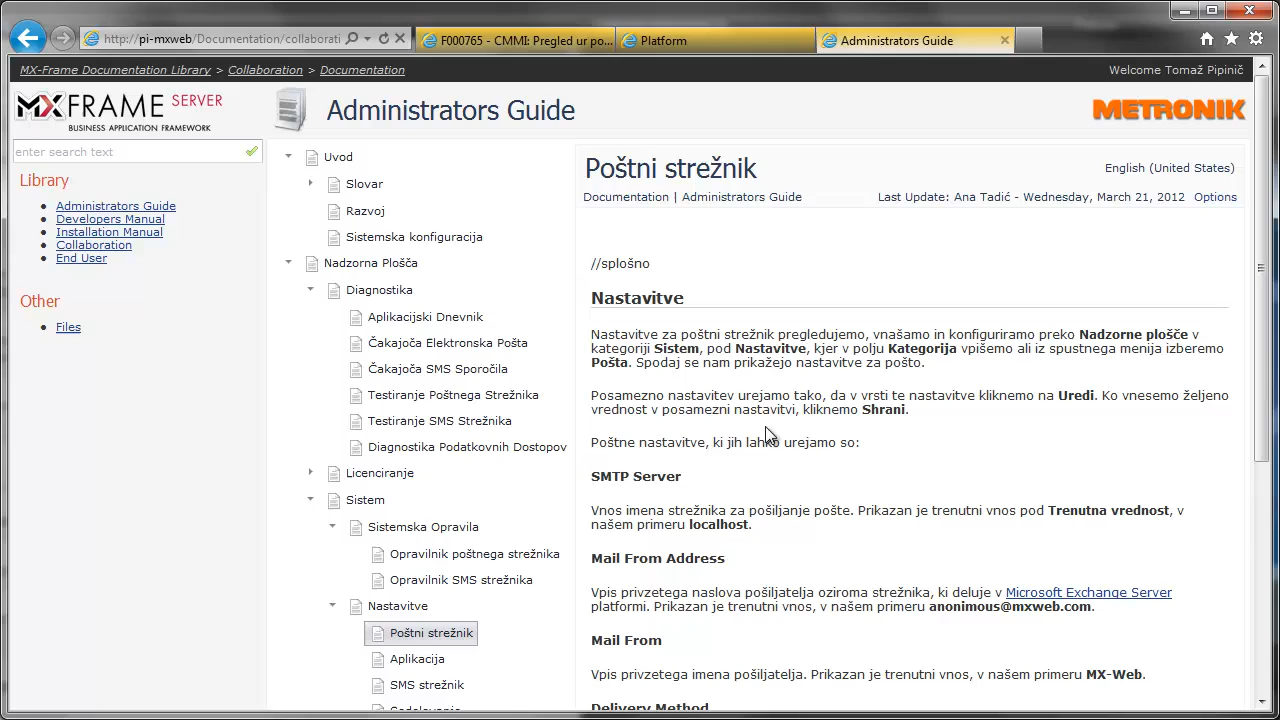 http://pi-mxweb/Documentation/collaborati
F000765 - CMMI: Pregled ur po...
Platform
Administrators Guide
MX-Frame Documentation Library > Collaboration > Documentation
Welcome Tomaž Pipinič
MXFRAME SERVER
BUSINESS APPLICATION FRAMEWORK
Administrators Guide
METRONIK
enter search text
Library
Administrators Guide
Developers Manual
Installation Manual
Collaboration
End User
Other
Files
Uvod
Slovar
Razvoj
Sistemska konfiguracija
Nadzorna Plošča
Diagnostika
Aplikacijski Dnevnik
Čakajoča Elektronska Pošta
Čakajoča SMS Sporočila
Testiranje Poštnega Strežnika
Testiranje SMS Strežnika
Diagnostika Podatkovnih Dostopov
Licenciranje
Sistem
Sistemska Opravila
Opravilnik poštnega strežnika
Opravilnik SMS strežnika
Nastavitve
Poštni strežnik
Aplikacija
SMS strežnik
Poštni strežnik
English (United States)
Documentation | Administrators Guide
Last Update: Ana Tadić - Wednesday, March 21, 2012 Options
//splošno
Nastavitve
Nastavitve za poštni strežnik pregledujemo, vnašamo in konfiguriramo preko Nadzorne plošče v
kategoriji Sistem, pod Nastavitve, kjer v polju Kategorija vpišemo ali iz spustnega menija izberemo
Pošta. Spodaj se nam prikažejo nastavitve za pošto.
Posamezno nastavitev urejamo tako, da v vrsti te nastavitve kliknemo na Uredi. Ko vnesemo željeno
vrednost v posamezni nastavitvi, kliknemo Shrani.
Poštne nastavitve, ki jih lahko urejamo so:
SMTP Server
Vnos imena strežnika za pošiljanje pošte. Prikazan je trenutni vnos pod Trenutna vrednost, v
našem primeru localhost.
Mail From Address
Vpis privzetega naslova pošiljatelja oziroma strežnika, ki deluje v Microsoft Exchange Server
platformi. Prikazan je trenutni vnos, v našem primeru anonimous@mxweb.com.
Mail From
Vpis privzetega imena pošiljatelja. Prikazan je trenutni vnos, v našem primeru MX-Web.
Delivery Method